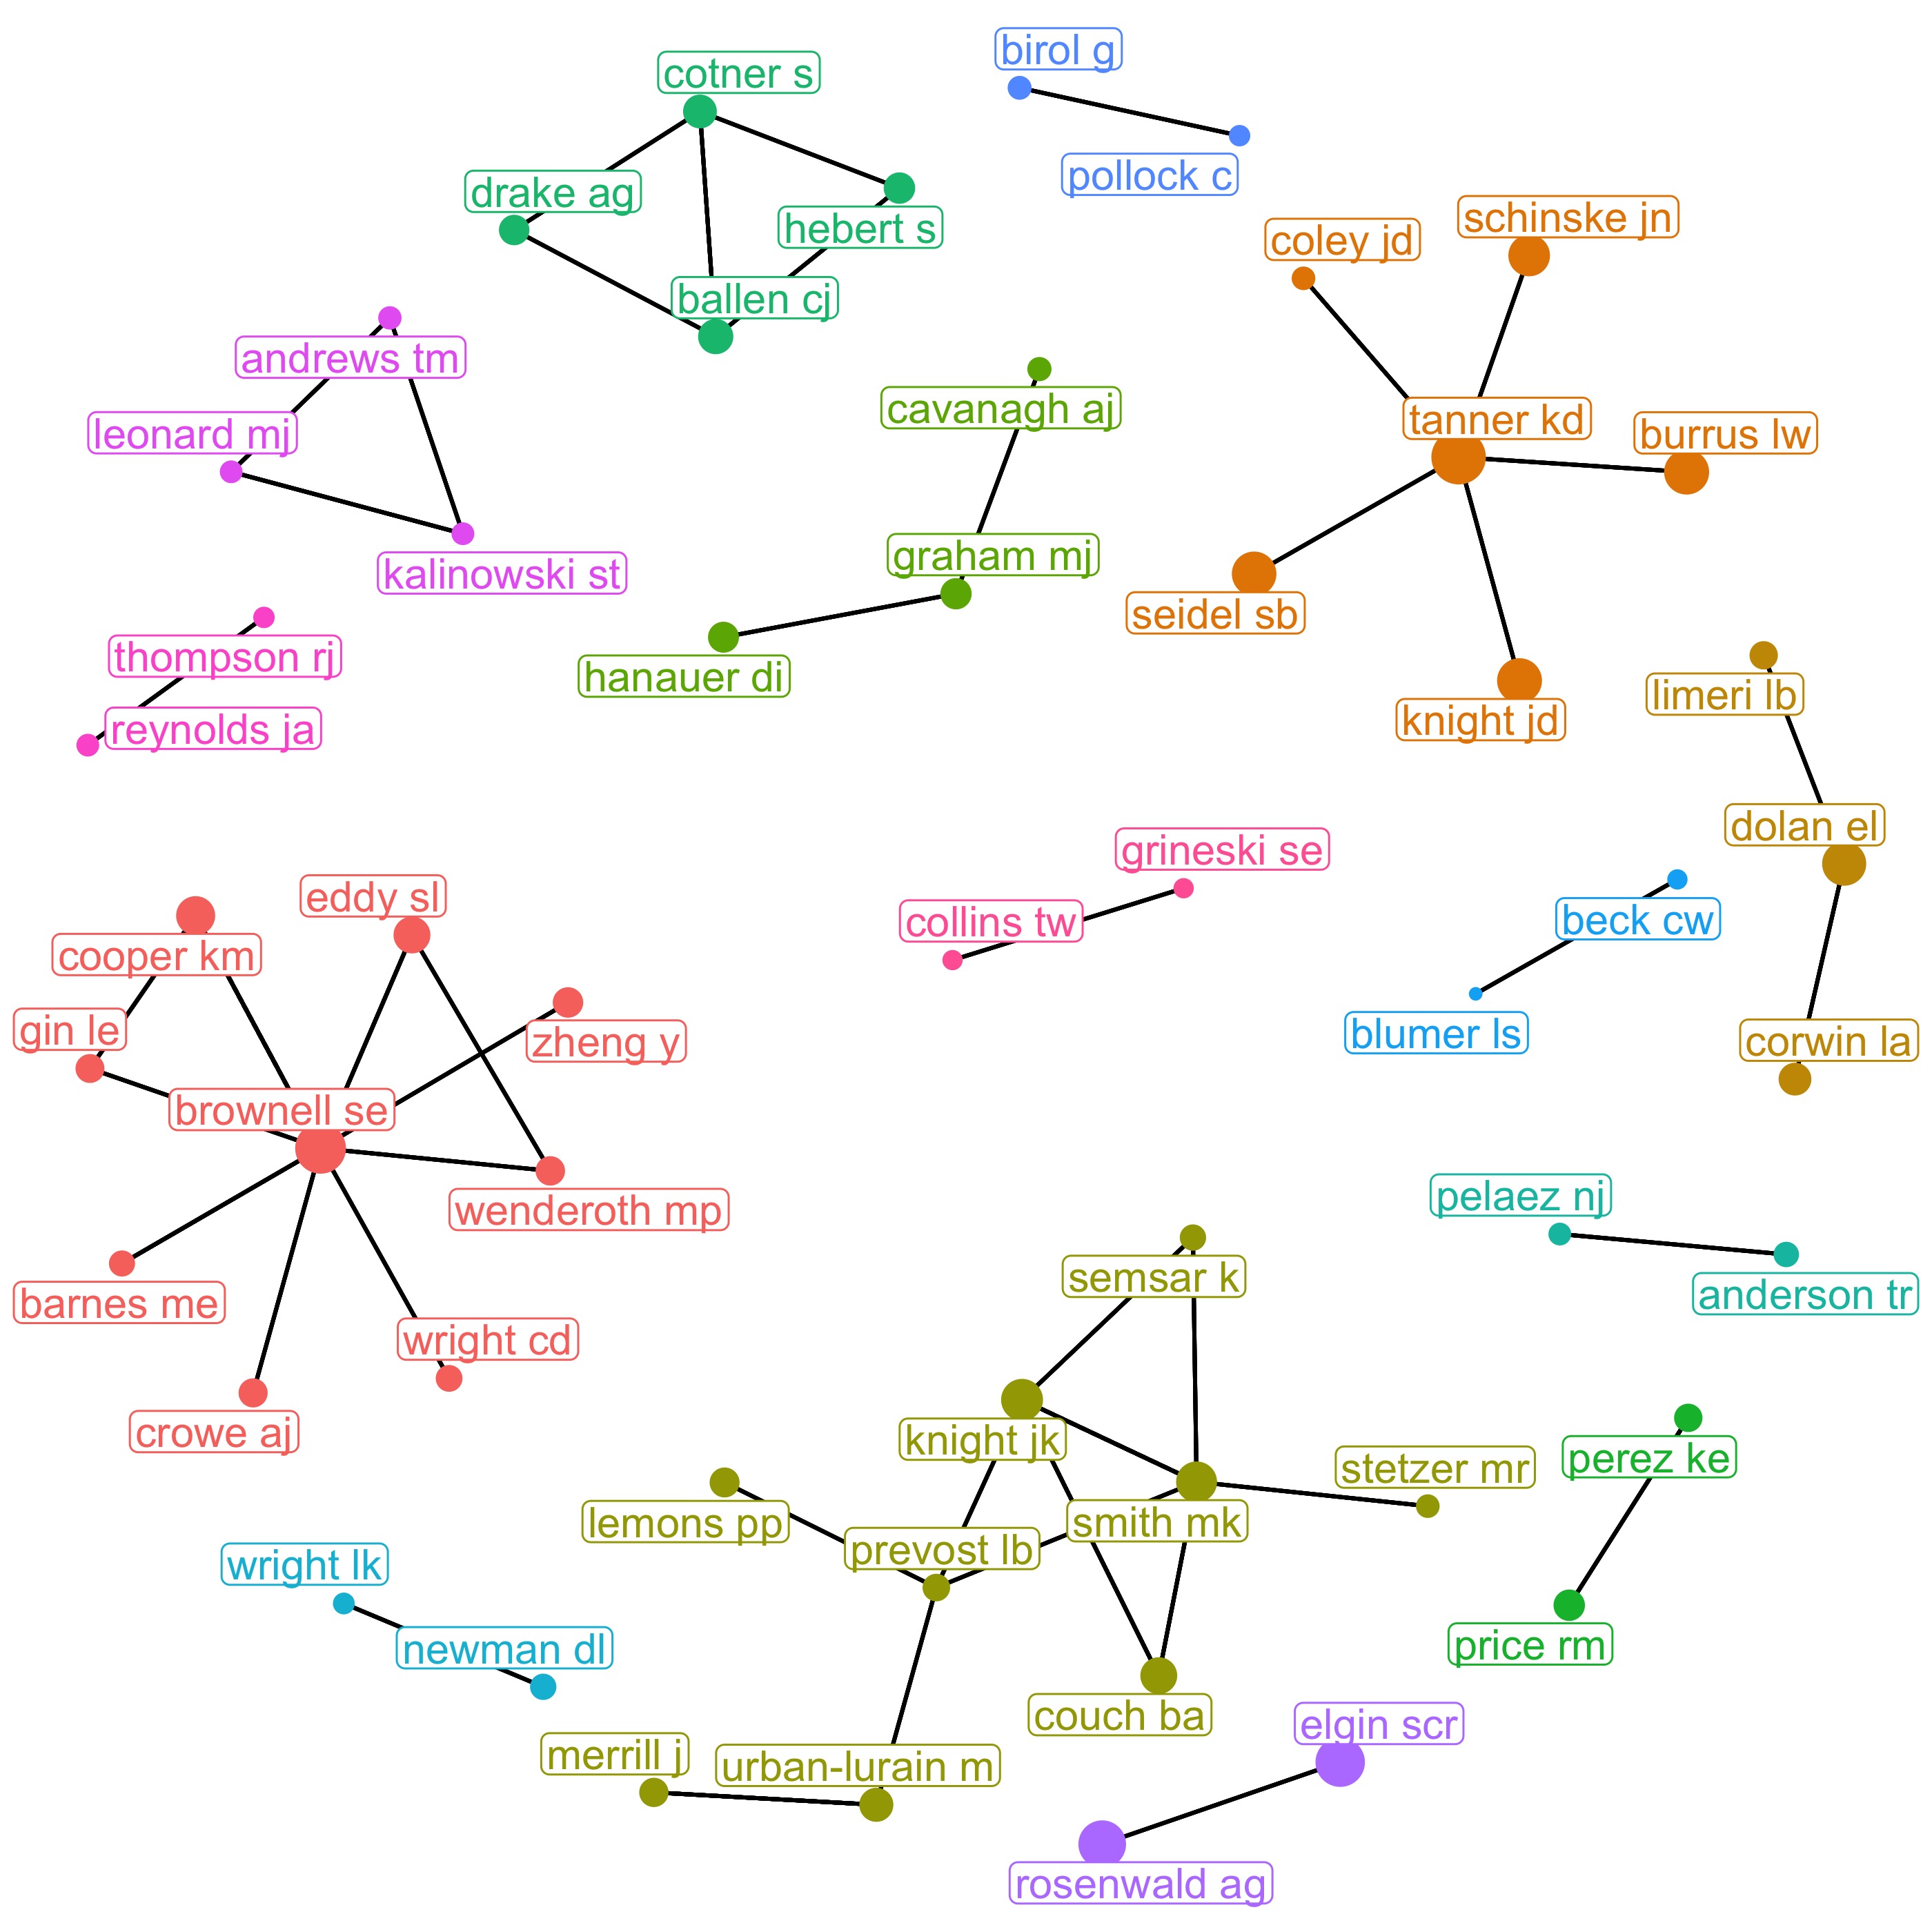 birol g
cotner s
pollock c
drake ag
schinske jn
hebert s
coley jd
ballen cj
andrews tm
cavanagh aj
tanner kd
leonard mj
burrus lw
graham mj
kalinowski st
seidel sb
thompson rj
hanauer di
limeri lb
knight jd
reynolds ja
dolan el
grineski se
eddy sl
collins tw
beck cw
cooper km
gin le
zheng y
blumer ls
corwin la
brownell se
pelaez nj
wenderoth mp
semsar k
anderson tr
barnes me
wright cd
crowe aj
knight jk
perez ke
stetzer mr
lemons pp
smith mk
prevost lb
wright lk
newman dl
price rm
couch ba
elgin scr
merrill j
urban-lurain m
rosenwald ag